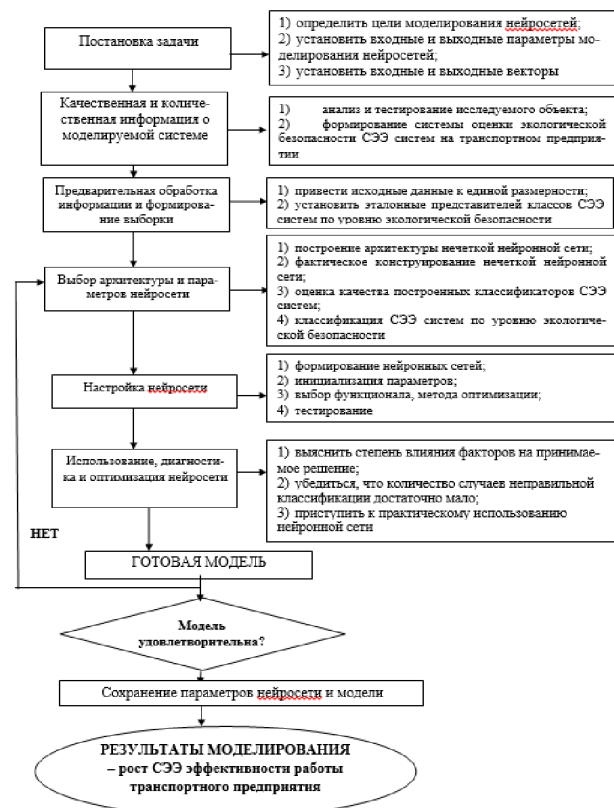 Постановка задачи
1) определить цели моделирования нейросетей;
2) установить входные и выходные параметры мо-
делирования нейросетей;
3) установить входные и выходные векторы
Качественная и количе-
ственная информация о
моделируемой системе
1) анализ и тестирование исследуемого объекта;
2) формирование системы оценки экологической
безопасности СЭЭ систем на транспортном предприя-
тии
Предварительная обработка
информации и формирова-
ние выборки
1) привести исходные данные к единой размерности;
2) установить эталонные представителей классов СЭЭ
систем по уровню экологической безопасности
Выбор архитектуры и пара-
метров нейросети
1) построение архитектуры нечеткой нейронной сети;
2) фактическое конструирование нечеткой нейронной
сети;
3) оценка качества построенных классификаторов СЭЭ
систем;
4) классификация СЭЭ систем по уровню экологиче-
ской безопасности
Настройка нейросети
1) формирование нейронных сетей;
2) инициализация параметров;
3) выбор функционала, метода оптимизации;
4) тестирование
Использование, диагности-
ка и оптимизация нейросети
1) выяснить степень влияния факторов на принимае-
мое решение;
2) убедиться, что количество случаев неправильной
классификации достаточно мало;
3) приступить к практическому использованию
нейронной сети
НЕТ
ГОТОВАЯ МОДЕЛЬ
Модель
удовлетворительна?
Сохранение параметров нейросети и модели
РЕЗУЛЬТАТЫ МОДЕЛИРОВАНИЯ
– рост СЭЭ эффективности работы
транспортного предприятия